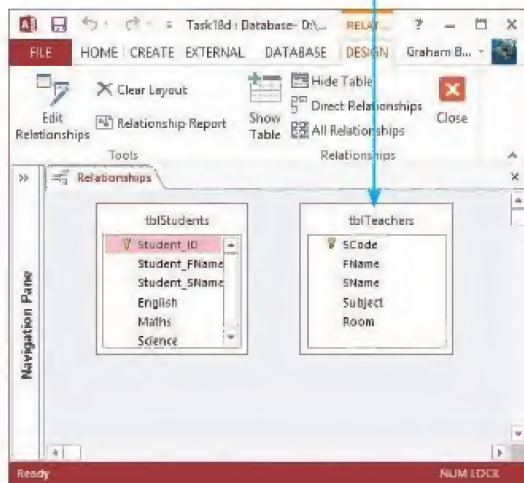 Task18d : Database- D:\... RELAT... ?
FILE HOME CREATE EXTERNAL DATABASE DESIGN Graham B...
Edit Relationships
Clear Layout
Relationship Report
Tools
Show Table
Hide Table
Direct Relationships
All Relationships
Close
Relationships
Relationships
Navigation Pane
tblStudents
Student_ID
Student_FName
Student_SName
English
Maths
Science
tblTeachers
SCode
FName
SName
Subject
Room
Ready NUM LOCK